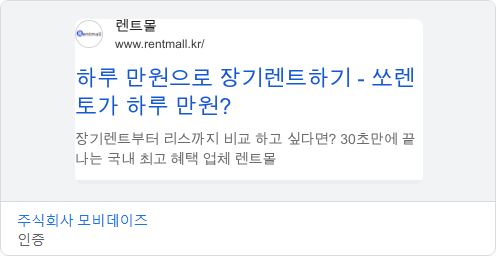 렌트몰
Rentmall
www.rentmall.kr/
하루 만원으로 장기렌트하기 - 쏘렌
토가 하루 만원?
장기렌트부터 리스까지 비교 하고 싶다면? 30초만에 끝
나는 국내 최고 혜택 업체 렌트몰
주식회사 모비데이즈
인증